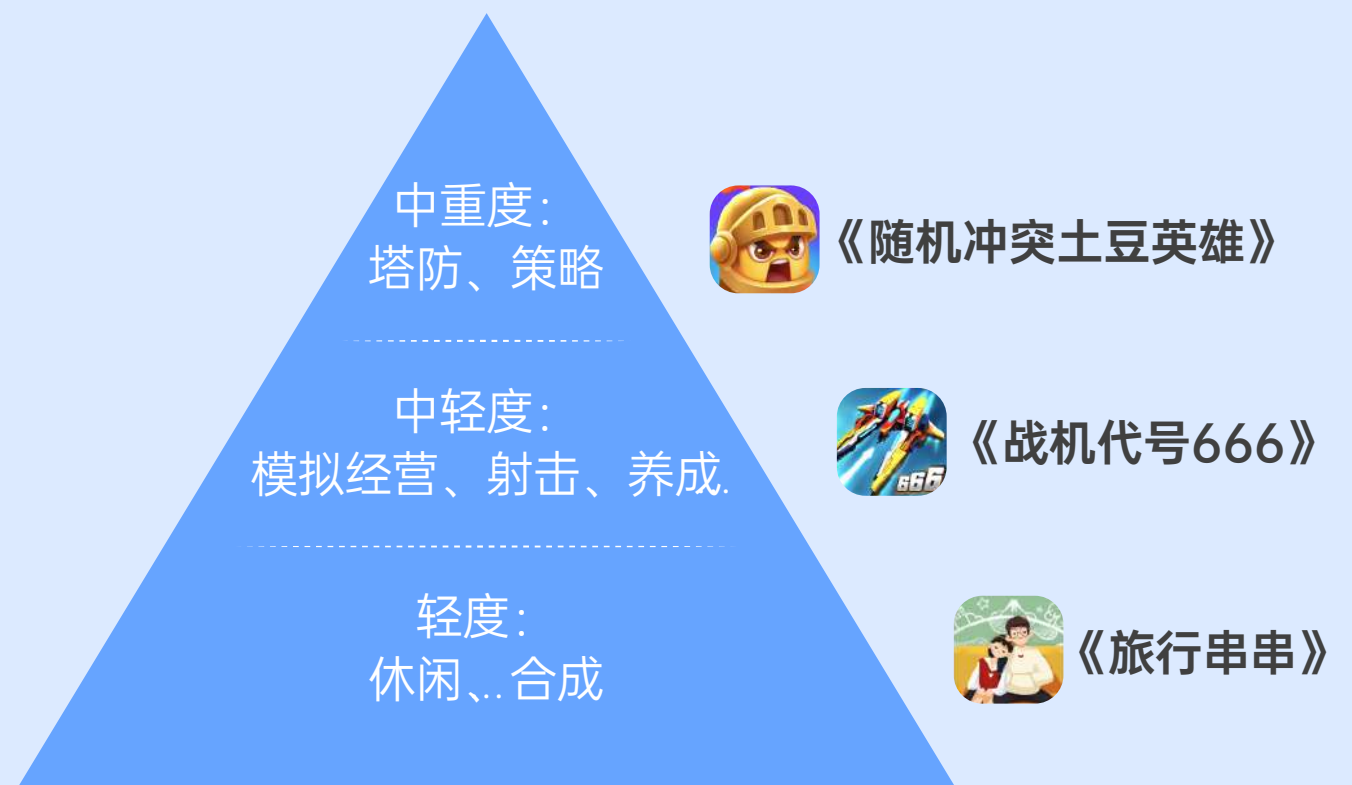 中重度：
塔防、策略
《随机冲突土豆英雄》
中轻度：
模拟经营、射击、养成.
《战机代号666》
666
轻度：
休闲、..合成
《旅行串串》